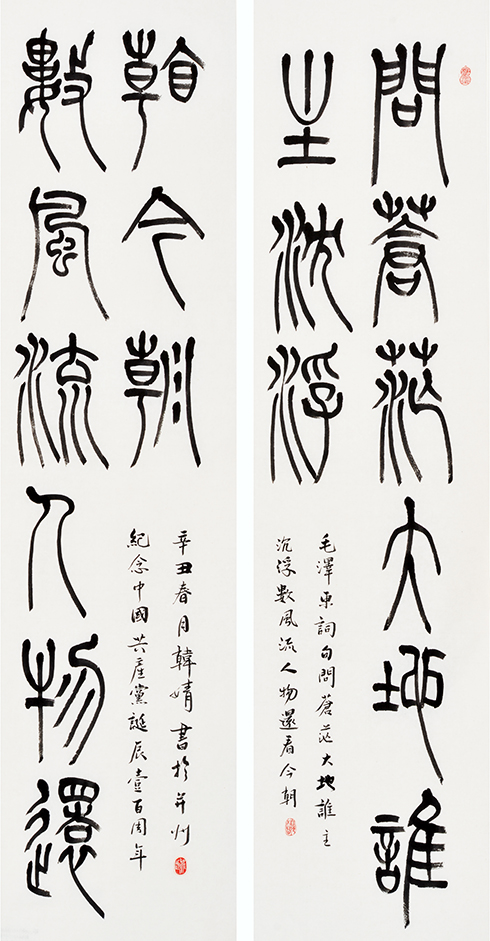 問蒼茫大地誰
主沈浮
毛澤東詞句問蒼茫大地誰主
沉浮數風流人物還看今朝
數風流人物還
看今朝
紀念中國共產黨誕辰壹百周年
辛丑春月韓婧書於并州